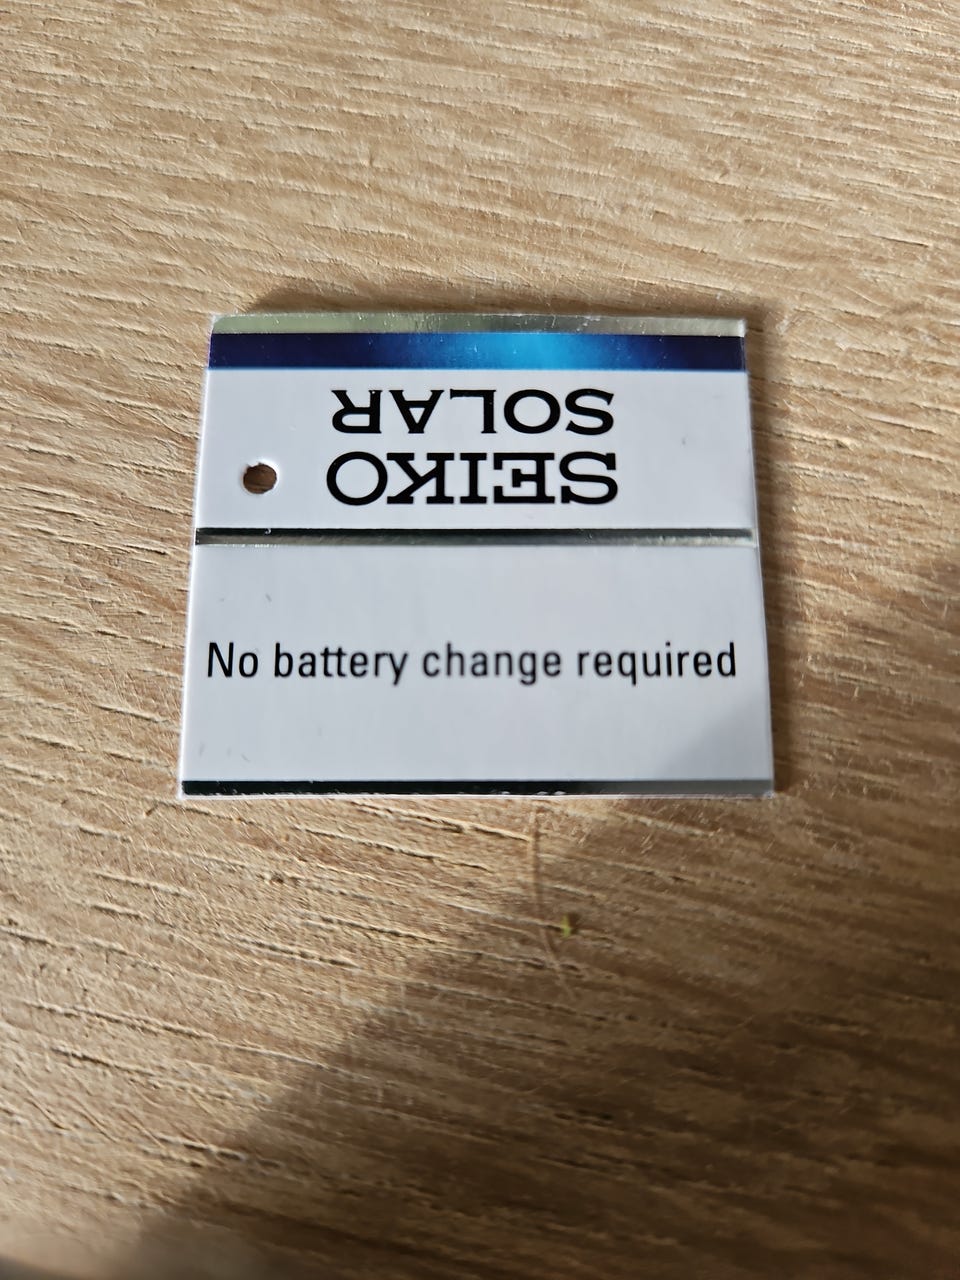 SEIKO
SOLAR
No battery change required